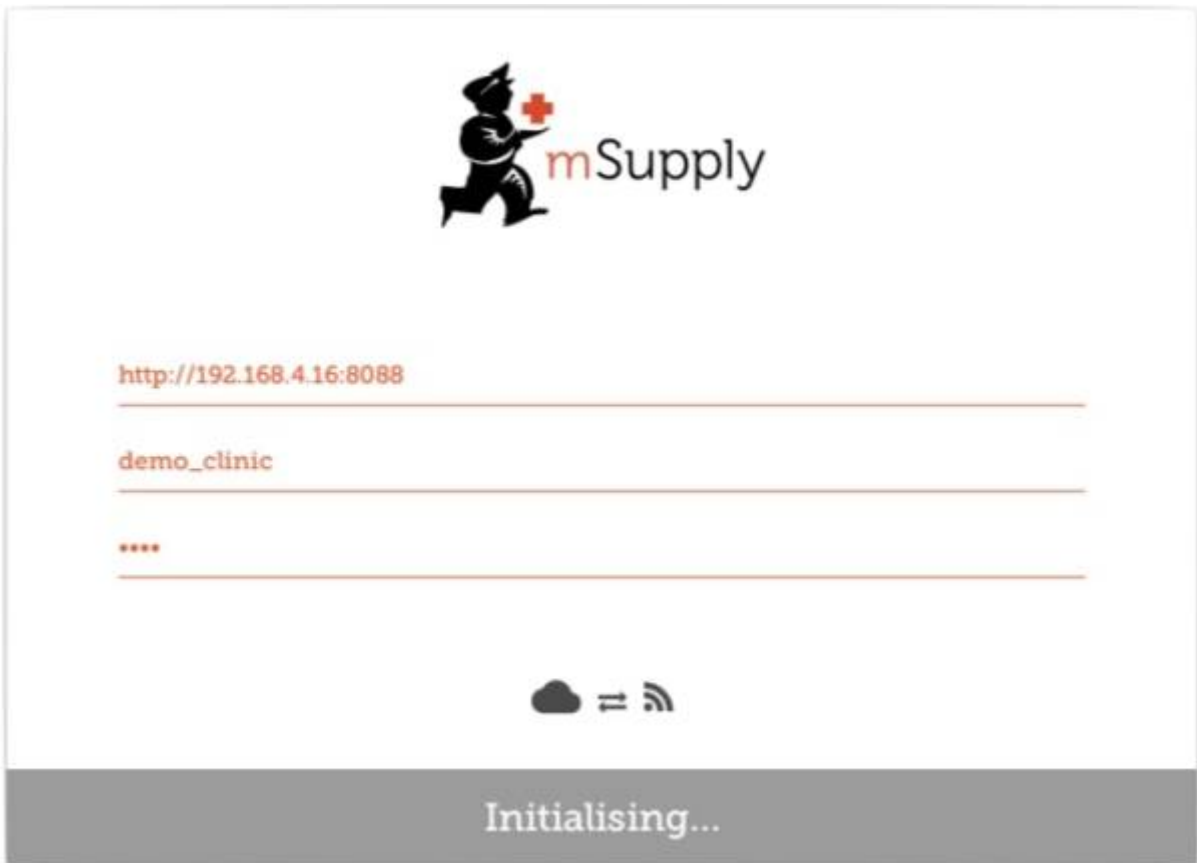 mSupply
http://192.168.4.16:8088
demo_clinic
••••
Initialising...